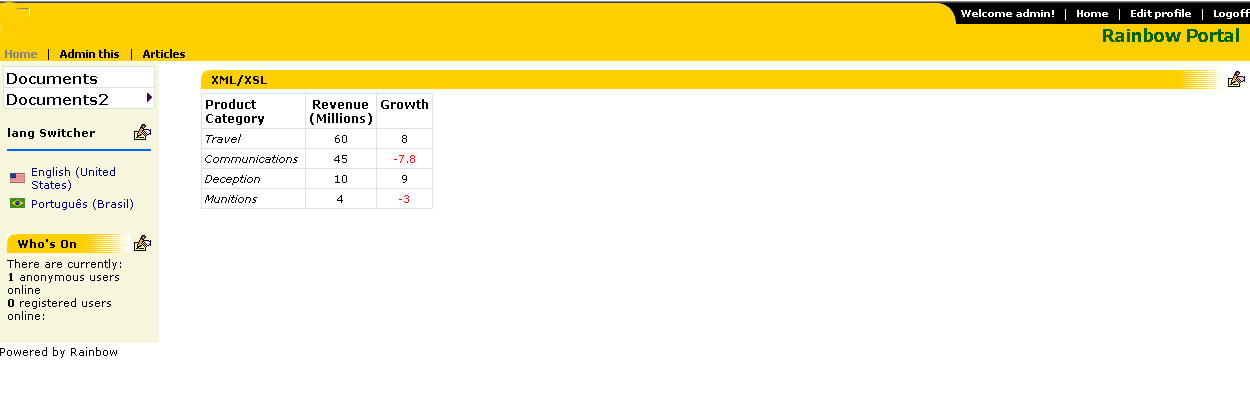 Welcome admin! | Home | Edit profile | Logoff
Rainbow Portal
Home | Admin this | Articles
Documents
Documents2
lang Switcher
English (United
States)
Português (Brasil)
Who's On
There are currently:
1 anonymous users
online
0 registered users
online:
Powered by Rainbow
XML/XSL
Product Category Revenue (Millions) Growth
Travel 60 8
Communications 45 -7.8
Deception 10 9
Munitions 4 -3